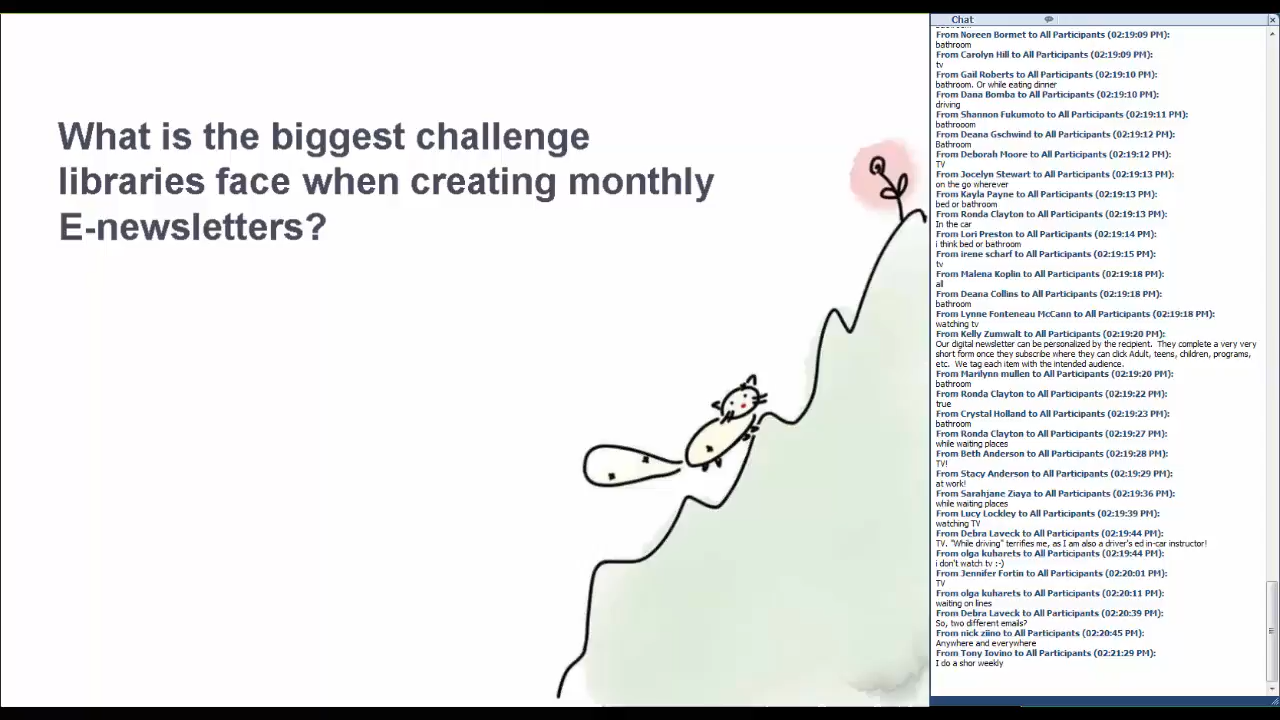 What is the biggest challenge
libraries face when creating monthly
E-newsletters?
Chat
From Noreen Bormet to All Participants (02:19:09 PM):
bathroom
From Carolyn Hill to All Participants (02:19:09 PM):
tv
From Gail Roberts to All Participants (02:19:10 PM):
bathroom. Or while eating dinner
From Dana Bomba to All Participants (02:19:10 PM):
driving
From Shannon Fukumoto to All Participants (02:19:11 PM):
bathrooom
From Deana Gschwind to All Participants (02:19:12 PM):
Bathroom
From Deborah Moore to All Participants (02:19:12 PM):
TV
From Jocelyn Stewart to All Participants (02:19:13 PM):
on the go wherever
From Kayla Payne to All Participants (02:19:13 PM):
bed or bathroom
From Ronda Clayton to All Participants (02:19:13 PM):
In the car
From Lori Preston to All Participants (02:19:14 PM):
i think bed or bathroom
From irene scharf to All Participants (02:19:15 PM):
tv
From Malena Koplin to All Participants (02:19:18 PM):
all
From Deana Collins to All Participants (02:19:18 PM):
bathroom
From Lynne Fonteneau McCann to All Participants (02:19:18 PM):
watching tv
From Kelly Zumwalt to All Participants (02:19:20 PM):
Our digital newsletter can be personalized by the recipient. They complete a very very
short form once they subscribe where they can click Adult, teens, children, programs,
etc. We tag each item with the intended audience.
From Marilynn mullen to All Participants (02:19:20 PM):
bathroom
From Ronda Clayton to All Participants (02:19:22 PM):
true
From Crystal Holland to All Participants (02:19:23 PM):
bathroom
From Ronda Clayton to All Participants (02:19:27 PM):
while waiting places
From Beth Anderson to All Participants (02:19:28 PM):
TV!
From Stacy Anderson to All Participants (02:19:29 PM):
at work!
From Sarahjane Ziaya to All Participants (02:19:36 PM):
while waiting places
From Lucy Lockley to All Participants (02:19:39 PM):
watching TV
From Debra Laveck to All Participants (02:19:44 PM):
TV. "While driving" terrifies me, as I am also a driver's ed in-car instructor!
From olga kuharets to All Participants (02:19:44 PM):
i don't watch tv :-)
From Jennifer Fortin to All Participants (02:20:01 PM):
TV
From olga kuharets to All Participants (02:20:11 PM):
waiting on lines
From Debra Laveck to All Participants (02:20:39 PM):
So, two different emails?
From nick ziino to All Participants (02:20:45 PM):
Anywhere and everywhere
From Tony Iovino to All Participants (02:21:29 PM):
I do a shor weekly